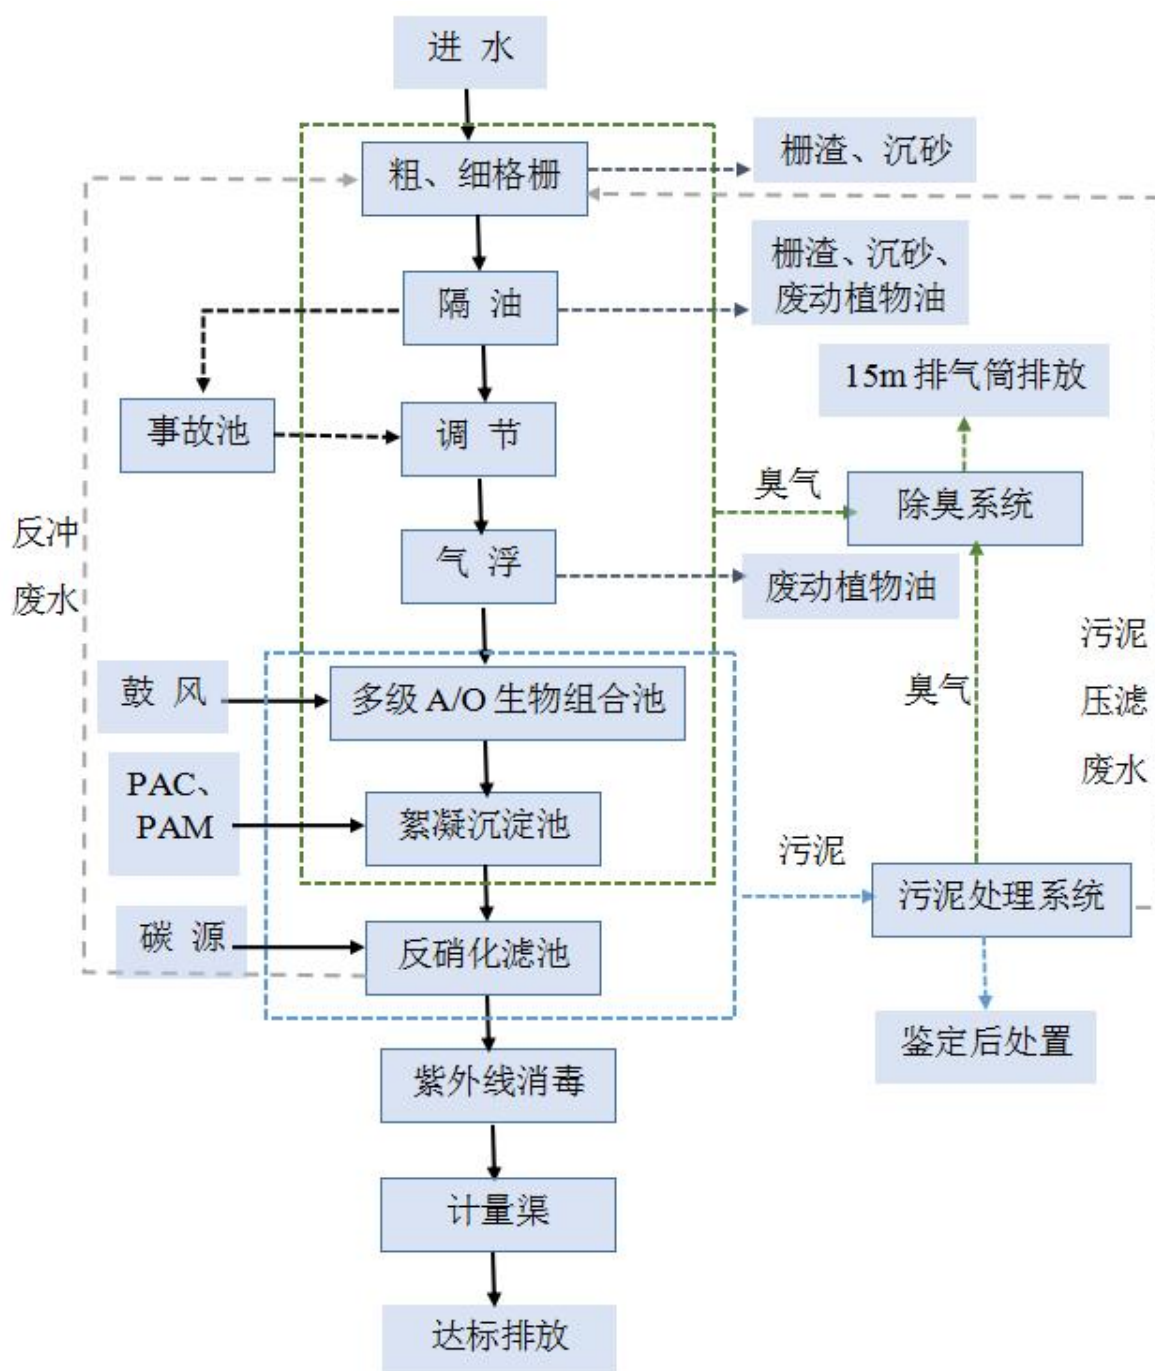 进 水
粗、细格栅
栅渣、沉砂
隔 油
栅渣、沉砂、
废动植物油
15m 排气筒排放
事故池
调 节
臭气
除臭系统
反冲
废水
气 浮
废动植物油
污泥
压滤
废水
鼓 风
多级 A/O 生物组合池
臭气
PAC、
PAM
絮凝沉淀池
污泥
污泥处理系统
碳 源
反硝化滤池
鉴定后处置
紫外线消毒
计量渠
达标排放